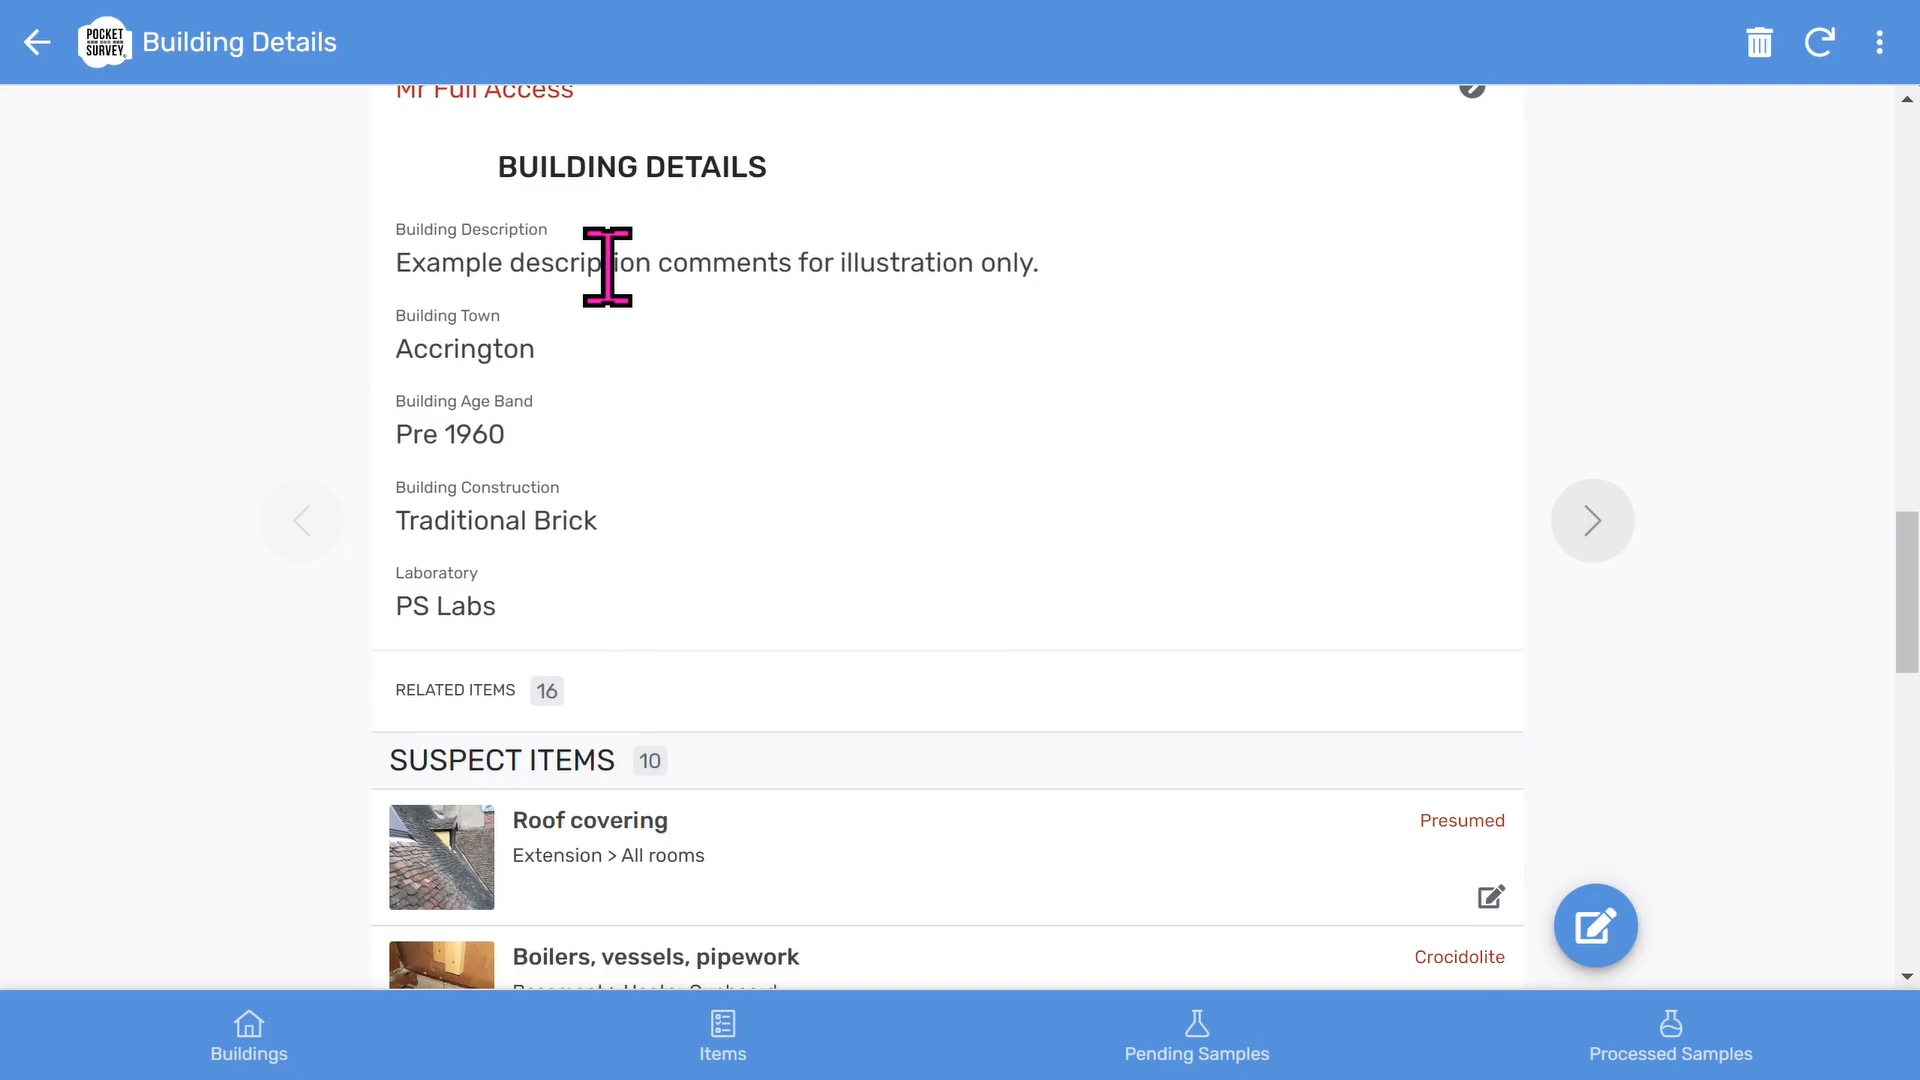 POCKET
SURVEY
Building Details
Mr Full Access
BUILDING DETAILS
Building Description
Example description comments for illustration only.
Building Town
Accrington
Building Age Band
Pre 1960
Building Construction
Traditional Brick
Laboratory
PS Labs
RELATED ITEMS 16
SUSPECT ITEMS 10
Roof covering
Presumed
Extension > All rooms
Boilers, vessels, pipework
Crocidolite
Buildings
Items
Pending Samples
Processed Samples